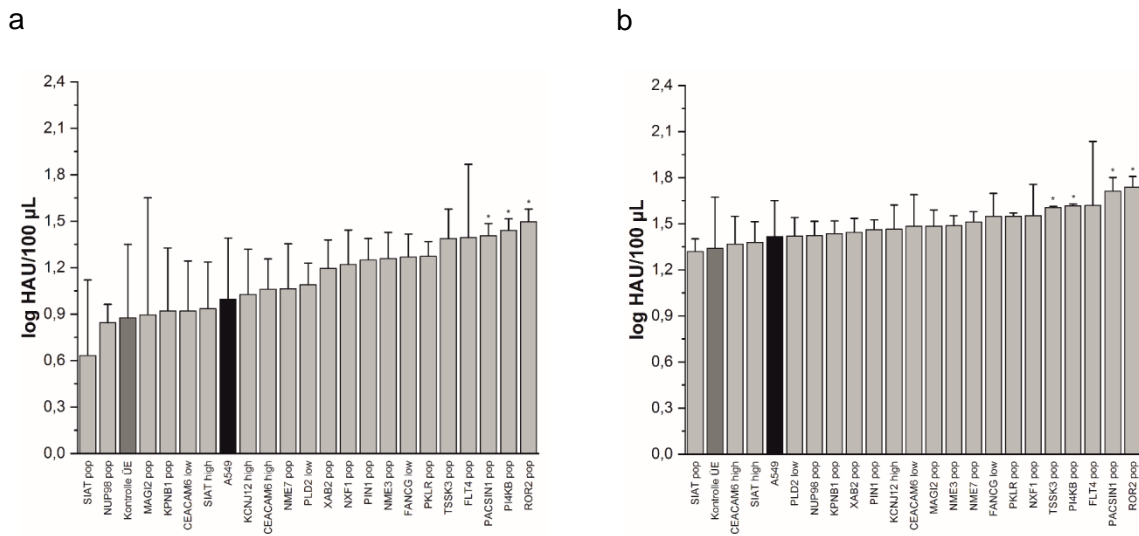 a
b
log HAU/100 µL
2,4
2,1
1,8
1,5
1,2
0,9
0,6
0,3
0,0
* * *
SIAT pop
NUP98 pop
Kontrolle ÜE
MAGI2 pop
KPNB1 pop
CEACAM6 low
SIAT high
A549
KCNJ12 high
CEACAM6 high
NME7 pop
PLD2 low
XAB2 pop
NXF1 pop
PIN1 pop
NME3 pop
FANCG low
PKLR pop
TSSK3 pop
FLT4 pop
PACSIN1 pop
PI4KB pop
ROR2 pop
log HAU/100 µL
2,4
2,1
1,8
1,5
1,2
0,9
0,6
0,3
0,0
* * * *
SIAT pop
Kontrolle ÜE
CEACAM6 high
SIAT high
A549
PLD2 low
NUP98 pop
KPNB1 pop
XAB2 pop
PIN1 pop
KCNJ12 high
CEACAM6 low
MAGI2 pop
NME3 pop
NME7 pop
FANCG low
PKLR pop
NXF1 pop
TSSK3 pop
PI4KB pop
FLT4 pop
PACSIN1 pop
ROR2 pop